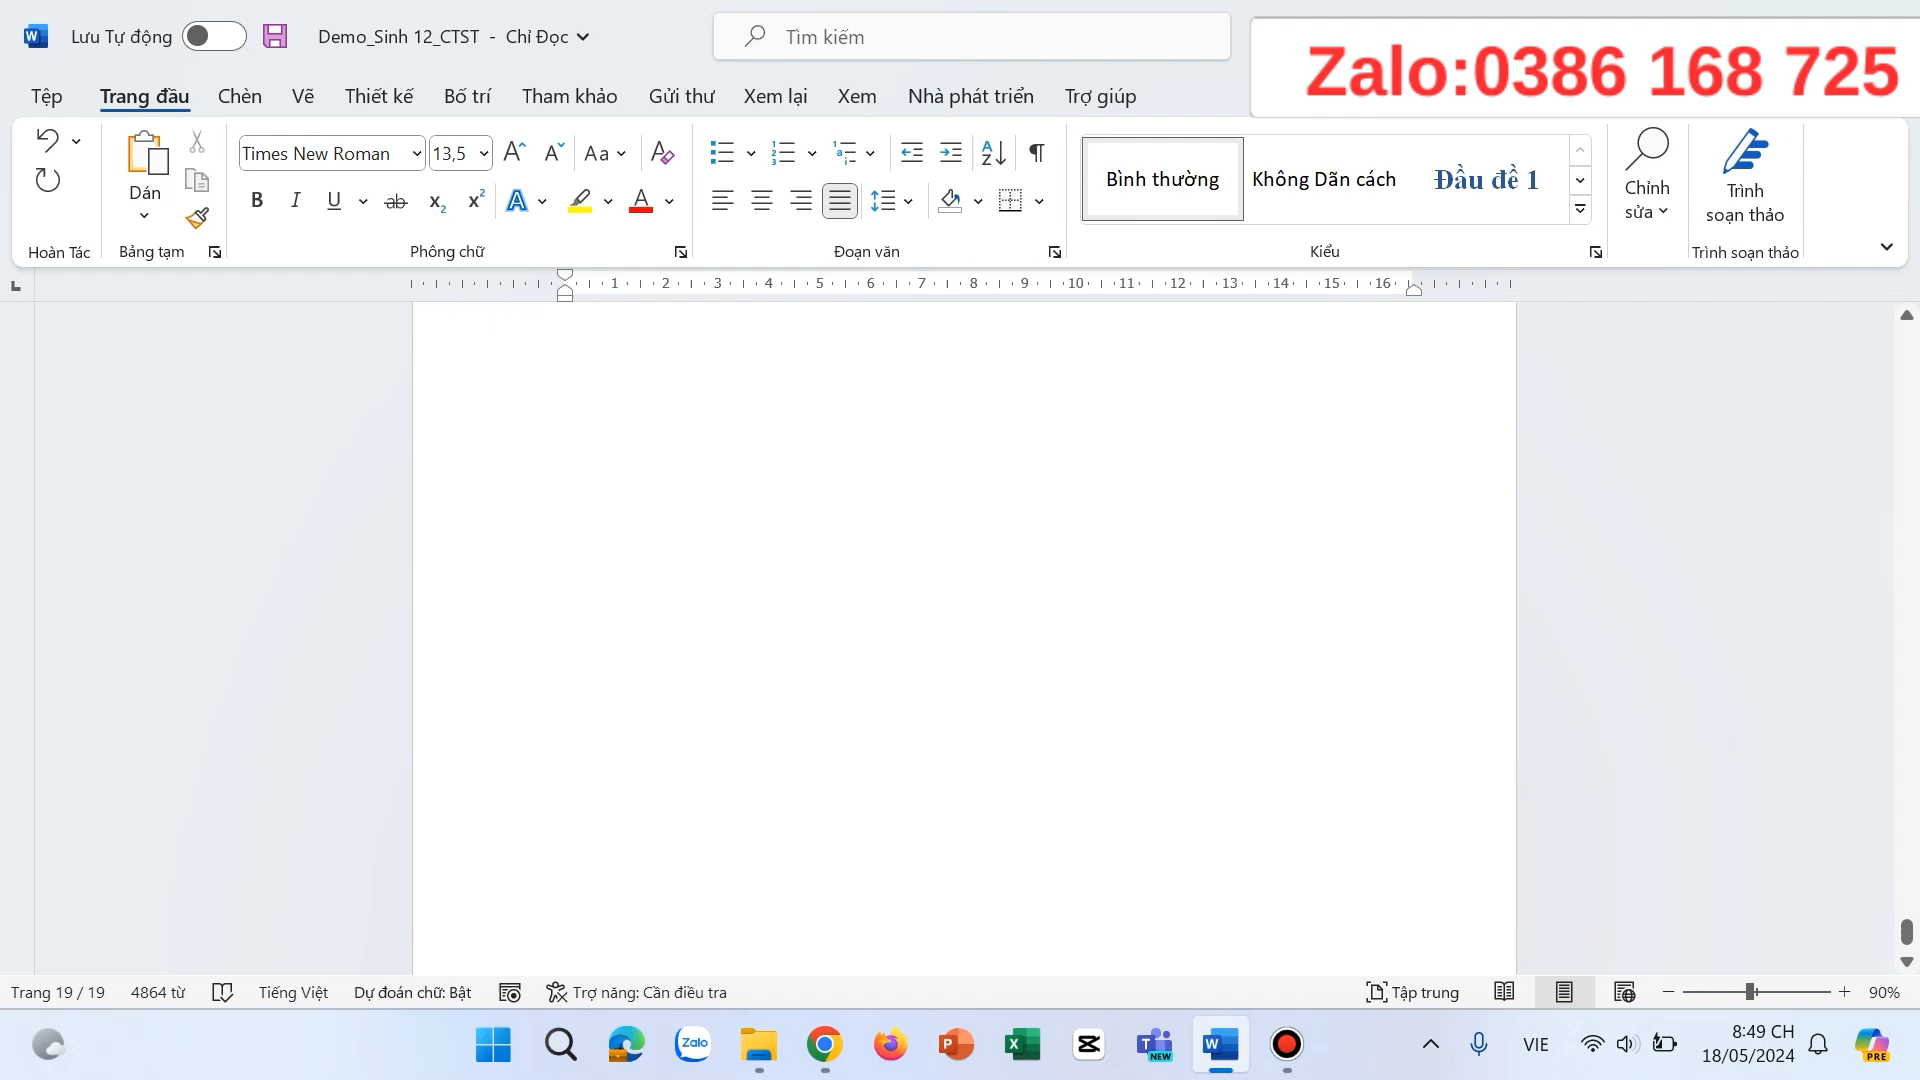 Lưu Tự động
Demo_Sinh 12_CTST - Chỉ Đọc
Tìm kiếm
Zalo:0386 168 725
Tệp Trang đầu Chèn Vẽ Thiết kế Bố trí Tham khảo Gửi thư Xem lại Xem Nhà phát triển Trợ giúp
Times New Roman 13,5
Dán
Bình thường Không Dãn cách Đầu đề 1
Chỉnh sửa
Trình soạn thảo
Hoàn Tác Bảng tạm Phông chữ Đoạn văn Kiểu Trình soạn thảo
1 2 3 4 5 6 7 8 9 10 11 12 13 14 15 16
Trang 19 / 19 4864 từ Tiếng Việt Dự đoán chữ: Bật Trợ năng: Cần điều tra Tập trung 90%
Zalo
NEW
VIE
8:49 CH
18/05/2024
PRE